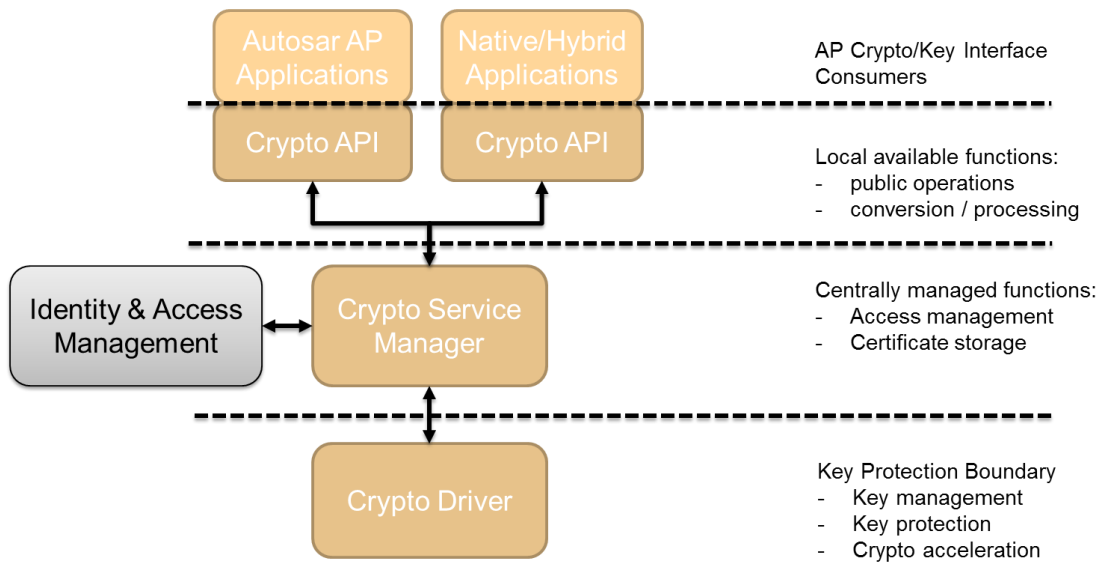 Autosar AP
Applications
Native/Hybrid
Applications
AP Crypto/Key Interface
Consumers
Crypto API
Crypto API
Local available functions:
- public operations
- conversion / processing
Identity & Access
Management
Crypto Service
Manager
Centrally managed functions:
- Access management
- Certificate storage
Crypto Driver
Key Protection Boundary
- Key management
- Key protection
- Crypto acceleration